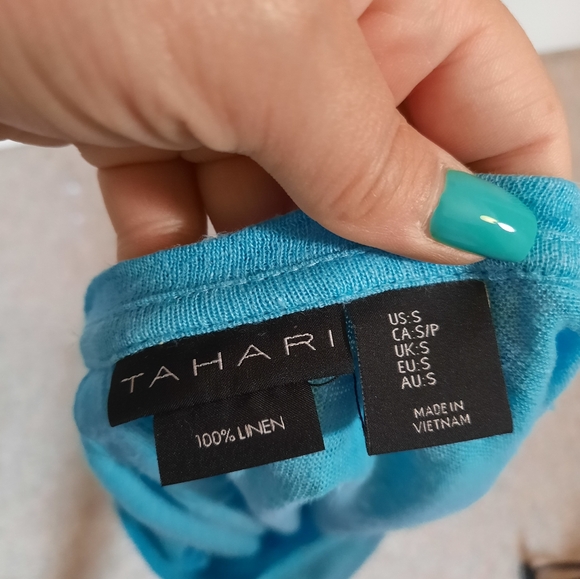 TAHARI
100% LINEN
US:S
CA:S/P
UK:S
EU:S
AU:S
MADE IN
VIETNAM